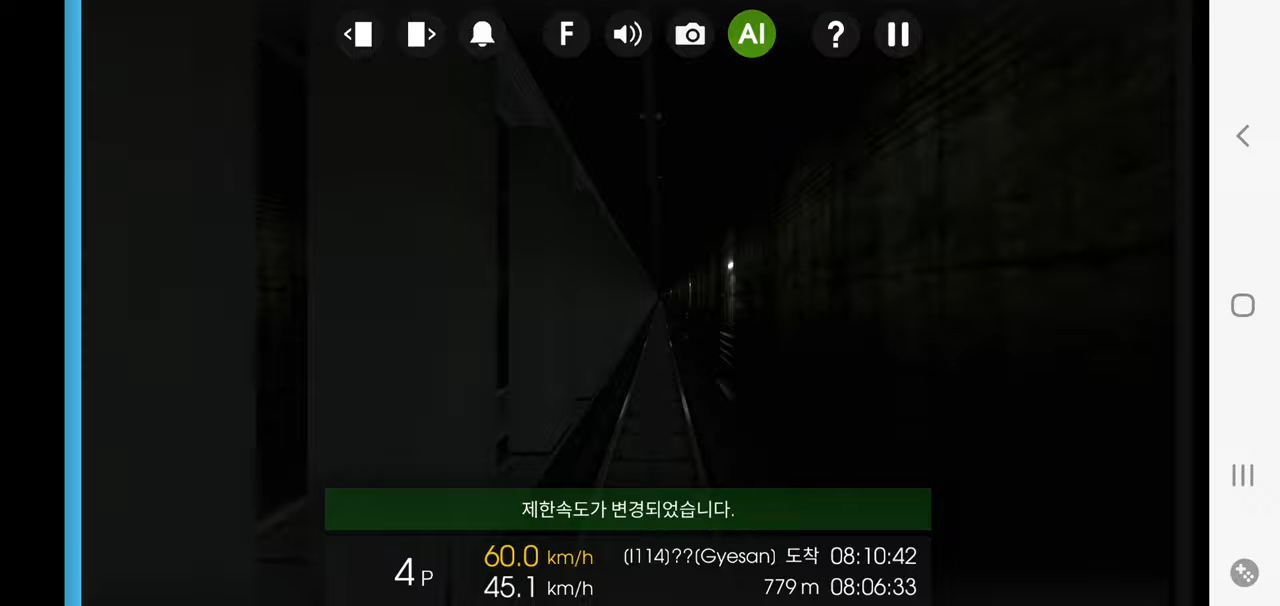 F
AI
?
제한속도가 변경되었습니다.
4 P
60.0 km/h
45.1 km/h
(I114)??(Gyesan) 도착 08:10:42
779 m 08:06:33